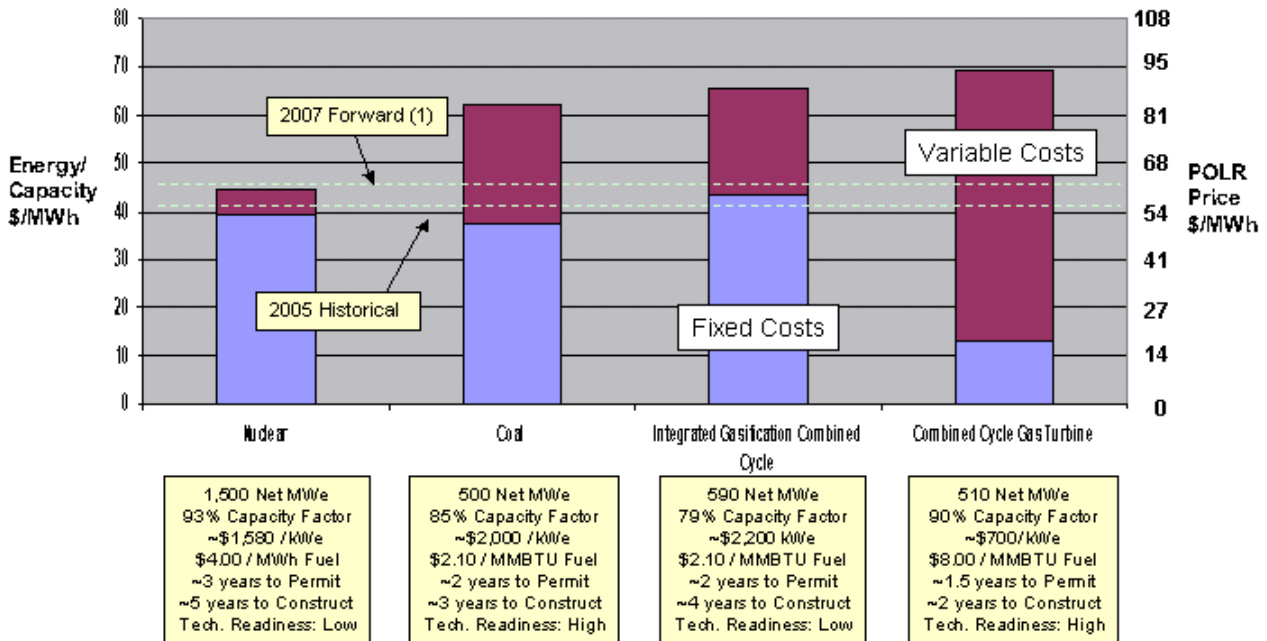 80
70
60
50
40
30
20
10
0
Energy/
Capacity
$/MWh
2007 Forward (1)
2005 Historical
Variable Costs
Fixed Costs
108
95
81
68
54
41
27
14
0
POLR
Price
$/MWh
Nuclear
Coal
Integrated Gasification Combined
Cycle
Combined Cycle Gas Turbine
1,500 Net MWe
93% Capacity Factor
~$1,580 /kWe
$4.00 / MWh Fuel
~3 years to Permit
~5 years to Construct
Tech. Readiness: Low
500 Net MWe
85% Capacity Factor
~$2,000 /kWe
$2.10 / MMBTU Fuel
~2 years to Permit
~3 years to Construct
Tech. Readiness: High
590 Net MWe
79% Capacity Factor
~$2,200 kWe
$2.10 / MMBTU Fuel
~2 years to Permit
~4 years to Construct
Tech. Readiness: Low
510 Net MWe
90% Capacity Factor
~$700/kWe
$8.00 / MMBTU Fuel
~1.5 years to Permit
~2 years to Construct
Tech. Readiness: High